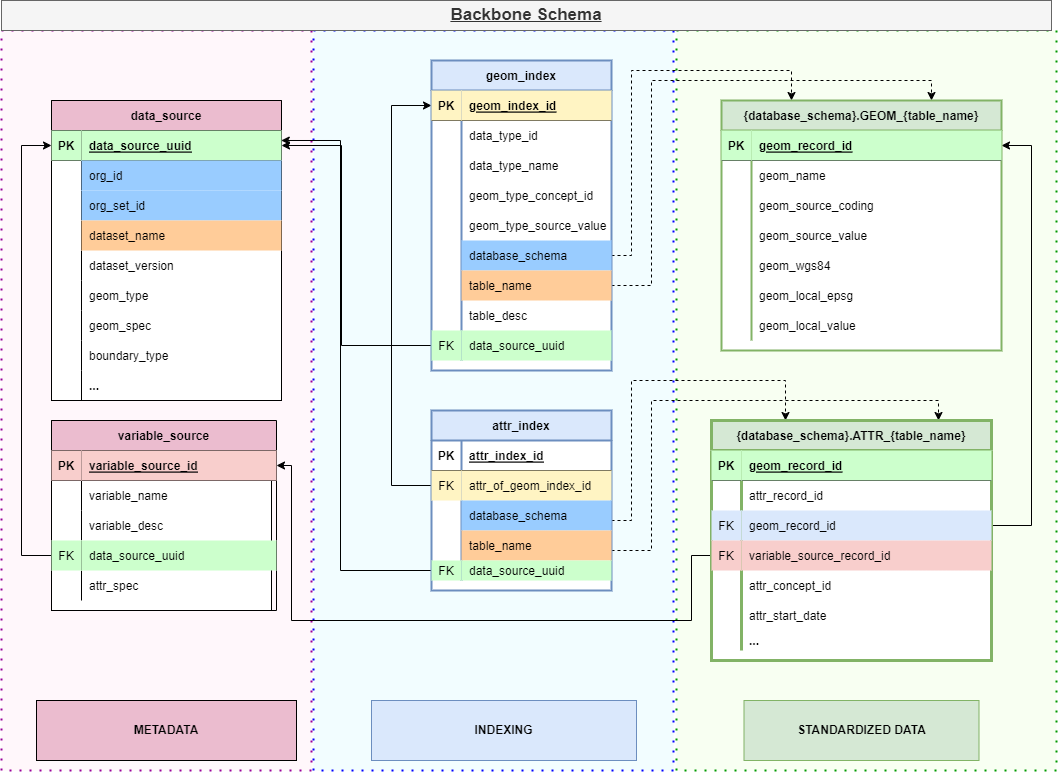 Backbone Schema
data_source
PK data_source_uuid
org_id
org_set_id
dataset_name
dataset_version
geom_type
geom_spec
boundary_type
...
variable_source
PK variable_source_id
variable_name
variable_desc
FK data_source_uuid
attr_spec
METADATA
geom_index
PK geom_index_id
data_type_id
data_type_name
geom_type_concept_id
geom_type_source_value
database_schema
table_name
table_desc
FK data_source_uuid
attr_index
PK attr_index_id
FK attr_of_geom_index_id
database_schema
table_name
FK data_source_uuid
INDEXING
{database_schema}.GEOM_{table_name}
PK geom_record_id
geom_name
geom_source_coding
geom_source_value
geom_wgs84
geom_local_epsg
geom_local_value
{database_schema}.ATTR_{table_name}
PK geom_record_id
attr_record_id
FK geom_record_id
FK variable_source_record_id
attr_concept_id
attr_start_date
...
STANDARDIZED DATA